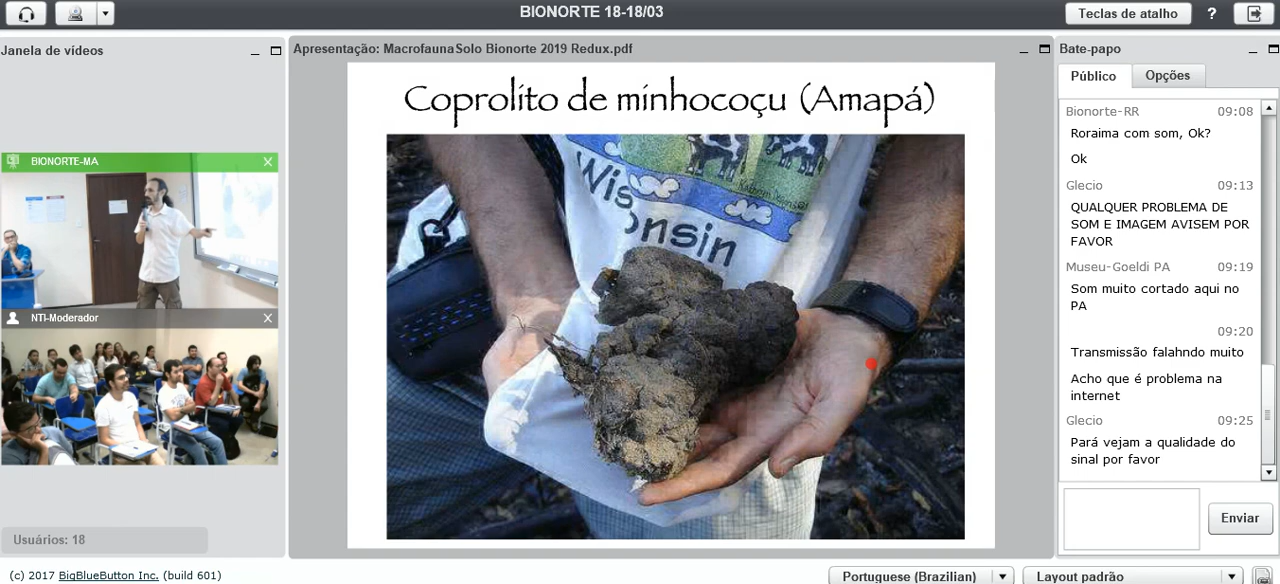 BIONORTE 18-18/03
Teclas de atalho
?
Janela de vídeos
BIONORTE-MA
NTI-Moderador
Usuários: 18
Apresentação: MacrofaunaSolo Bionorte 2019 Redux.pdf
Coprolito de minhocoçu (Amapá)
Wisconsin
Bate-papo
Público
Opções
Bionorte-RR 09:08
Roraima com som, Ok?
Ok
Glecio 09:13
QUALQUER PROBLEMA DE
SOM E IMAGEM AVISEM POR
FAVOR
Museu-Goeldi PA 09:19
Som muito cortado aqui no
PA
09:20
Transmissão falahndo muito
Acho que é problema na
internet
Glecio 09:25
Pará vejam a qualidade do
sinal por favor
Enviar
(c) 2017 BigBlueButton Inc. (build 601)
Portuguese (Brazilian)
Layout padrão